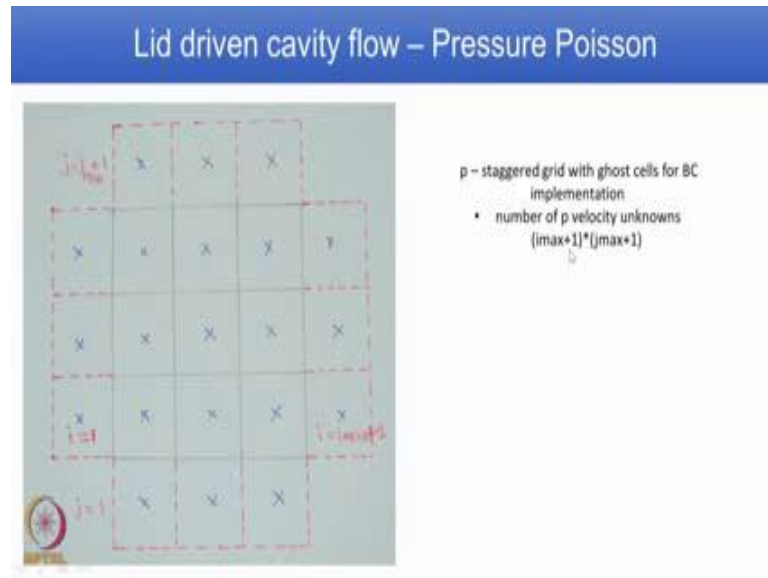 Lid driven cavity flow – Pressure Poisson
p – staggered grid with ghost cells for BC
implementation
• number of p velocity unknowns
(imax+1)*(jmax+1)
x x x
x x x x x
x x x x x
x x x x x
i=1
x x x
j=1